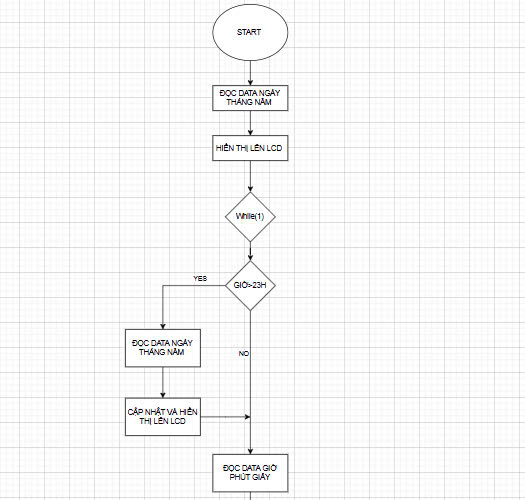 START
ĐỌC DATA NGÀY
THÁNG NĂM
HIỂN THỊ LÊN LCD
While(1)
GIỜ>23H
YES
NO
ĐỌC DATA NGÀY
THÁNG NĂM
CẬP NHẬT VÀ HIỂN
THỊ LÊN LCD
ĐỌC DATA GIỜ
PHÚT GIÂY